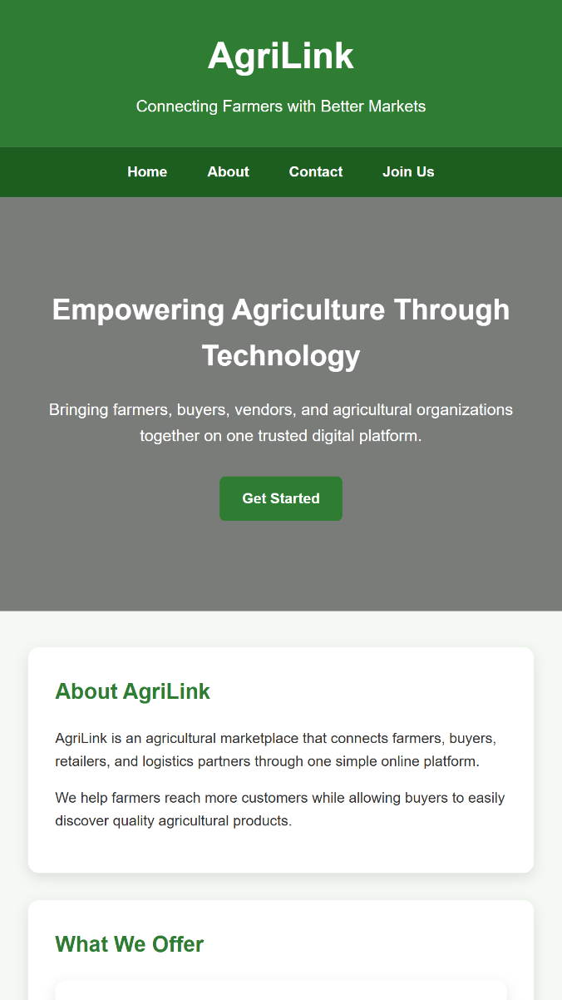 AgriLink
Connecting Farmers with Better Markets
Home About Contact Join Us
Empowering Agriculture Through
Technology
Bringing farmers, buyers, vendors, and agricultural organizations
together on one trusted digital platform.
Get Started
About AgriLink
AgriLink is an agricultural marketplace that connects farmers, buyers,
retailers, and logistics partners through one simple online platform.
We help farmers reach more customers while allowing buyers to easily
discover quality agricultural products.
What We Offer